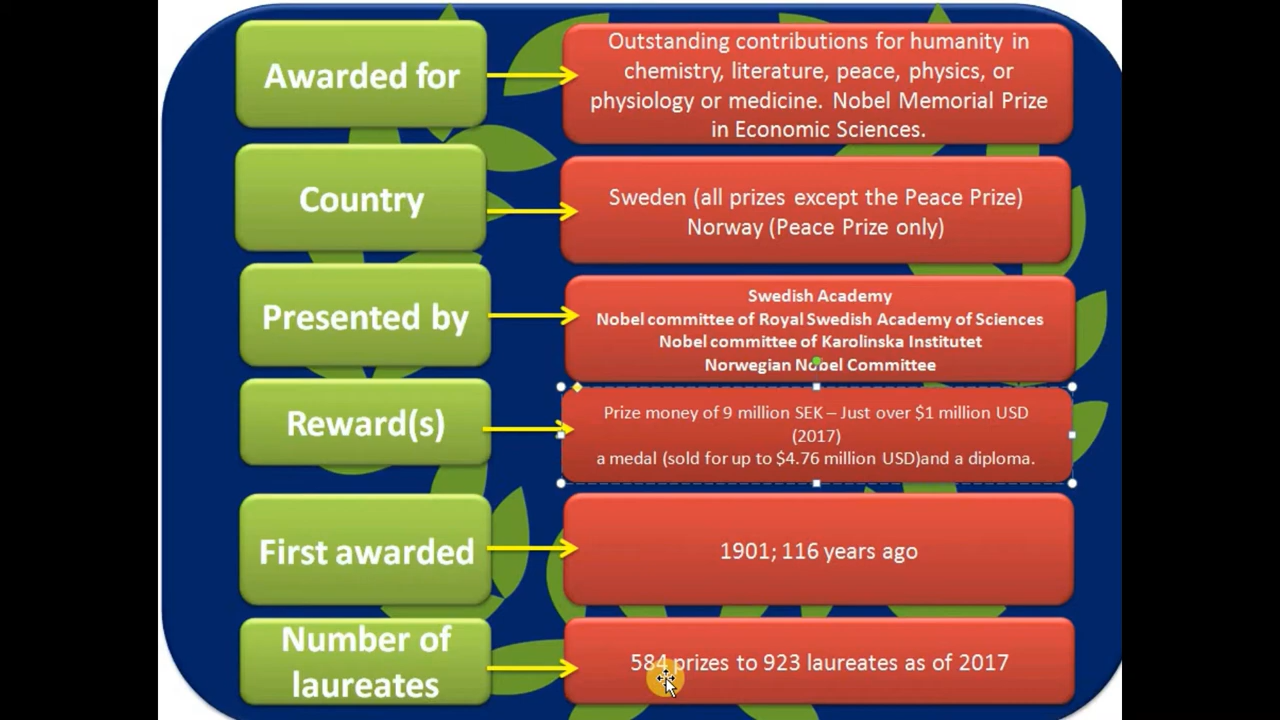 Awarded for
Outstanding contributions for humanity in
chemistry, literature, peace, physics, or
physiology or medicine. Nobel Memorial Prize
in Economic Sciences.
Country
Sweden (all prizes except the Peace Prize)
Norway (Peace Prize only)
Presented by
Swedish Academy
Nobel committee of Royal Swedish Academy of Sciences
Nobel committee of Karolinska Institutet
Norwegian Nobel Committee
Reward(s)
Prize money of 9 million SEK – Just over $1 million USD
(2017)
a medal (sold for up to $4.76 million USD)and a diploma.
First awarded
1901; 116 years ago
Number of
laureates
584 prizes to 923 laureates as of 2017